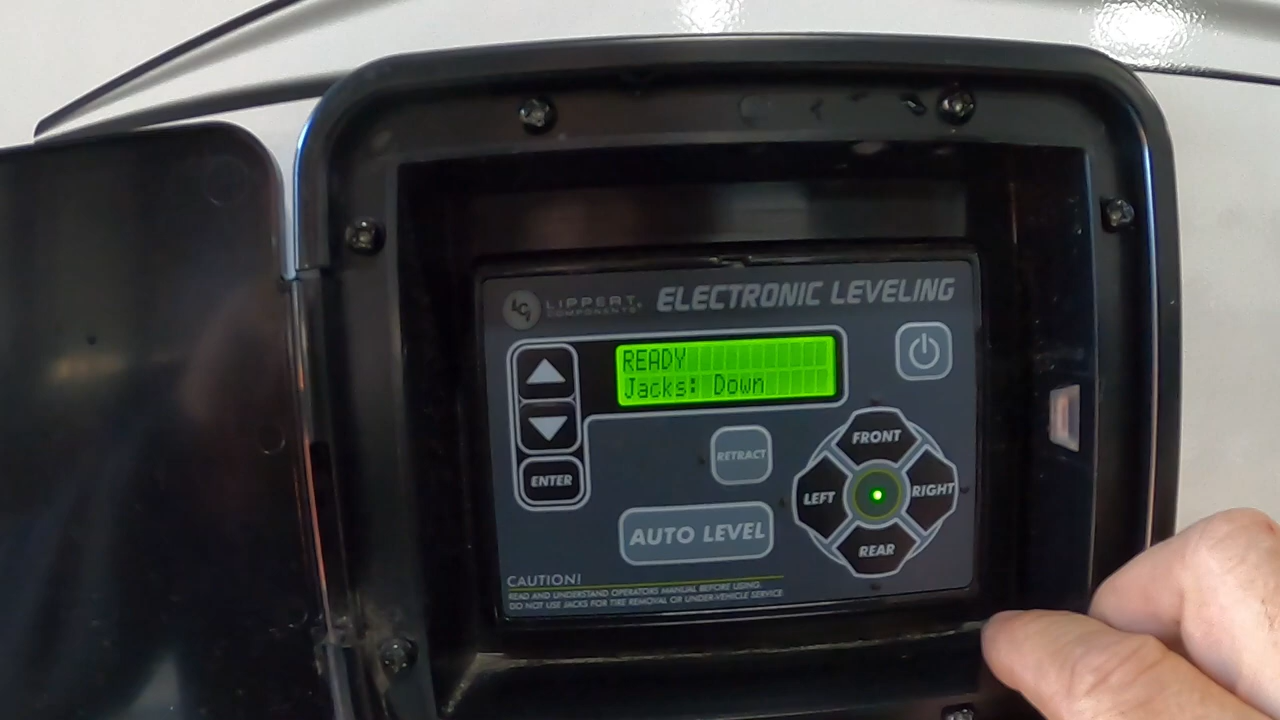 LCI LIPPERT COMPONENTS®
ELECTRONIC LEVELING
READY
Jacks: Down
ENTER
RETRACT
AUTO LEVEL
FRONT
LEFT
RIGHT
REAR
CAUTION!
READ AND UNDERSTAND OPERATORS MANUAL BEFORE USING.
DO NOT USE JACKS FOR TIRE REMOVAL OR UNDER-VEHICLE SERVICE